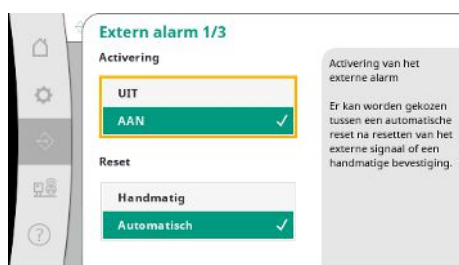 Extern alarm 1/3
Activering
UIT
AAN
Reset
Handmatig
Automatisch
Activering van het
externe alarm
Er kan worden gekozen
tussen een automatische
reset na resetten van het
externe signaal of een
handmatige bevestiging.